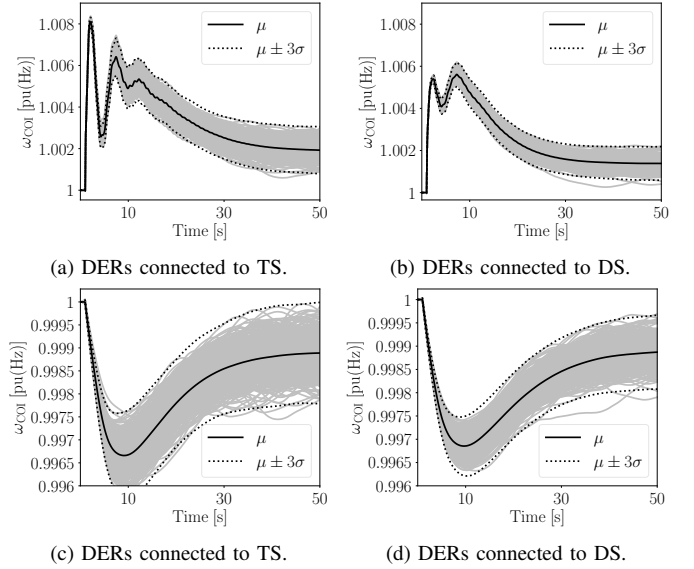 1.008
1.006
1.004
1.002
1
ω_COI [pu(Hz)]
μ
μ ± 3σ
10
30
50
Time [s]
(a) DERs connected to TS.
1.008
1.006
1.004
1.002
1
ω_COI [pu(Hz)]
μ
μ ± 3σ
10
30
50
Time [s]
(b) DERs connected to DS.
1
0.9995
0.999
0.9985
0.998
0.9975
0.997
0.9965
0.996
ω_COI [pu(Hz)]
μ
μ ± 3σ
10
30
50
Time [s]
(c) DERs connected to TS.
1
0.9995
0.999
0.9985
0.998
0.9975
0.997
0.9965
0.996
ω_COI [pu(Hz)]
μ
μ ± 3σ
10
30
50
Time [s]
(d) DERs connected to DS.